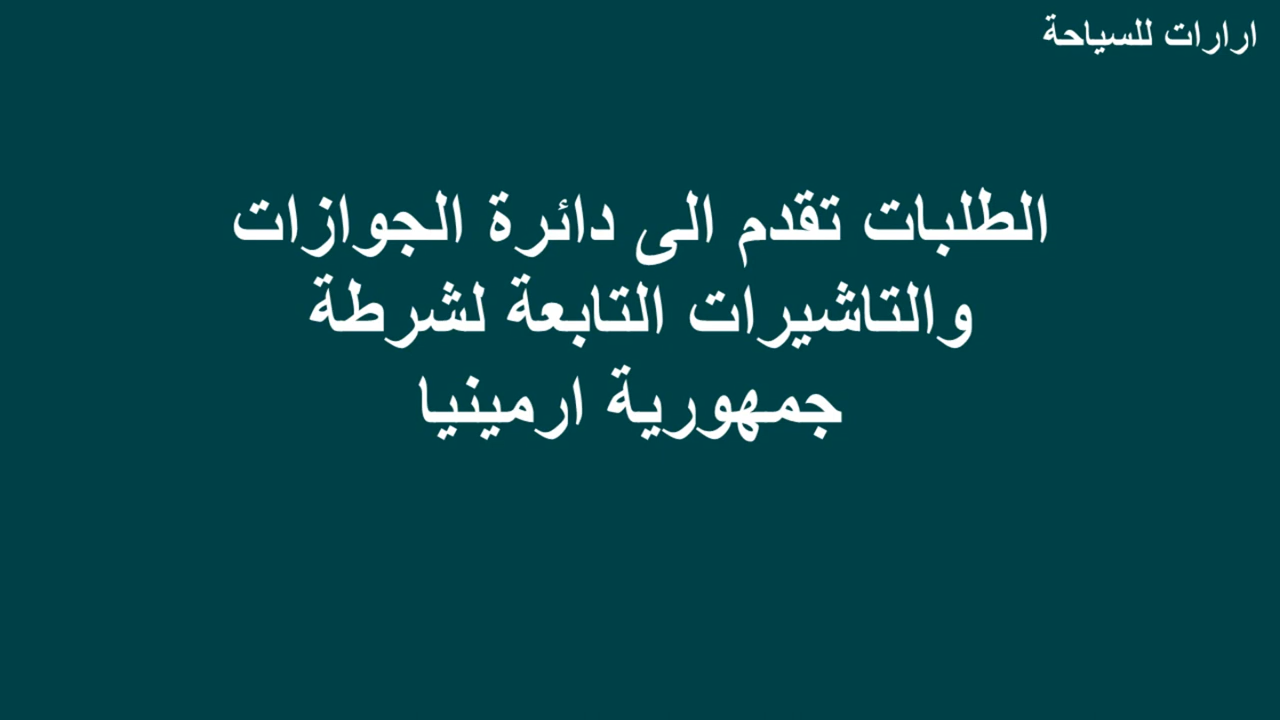 ارارات للسياحة
الطلبات تقدم الى دائرة الجوازات
والتاشيرات التابعة لشرطة
جمهورية ارمينيا